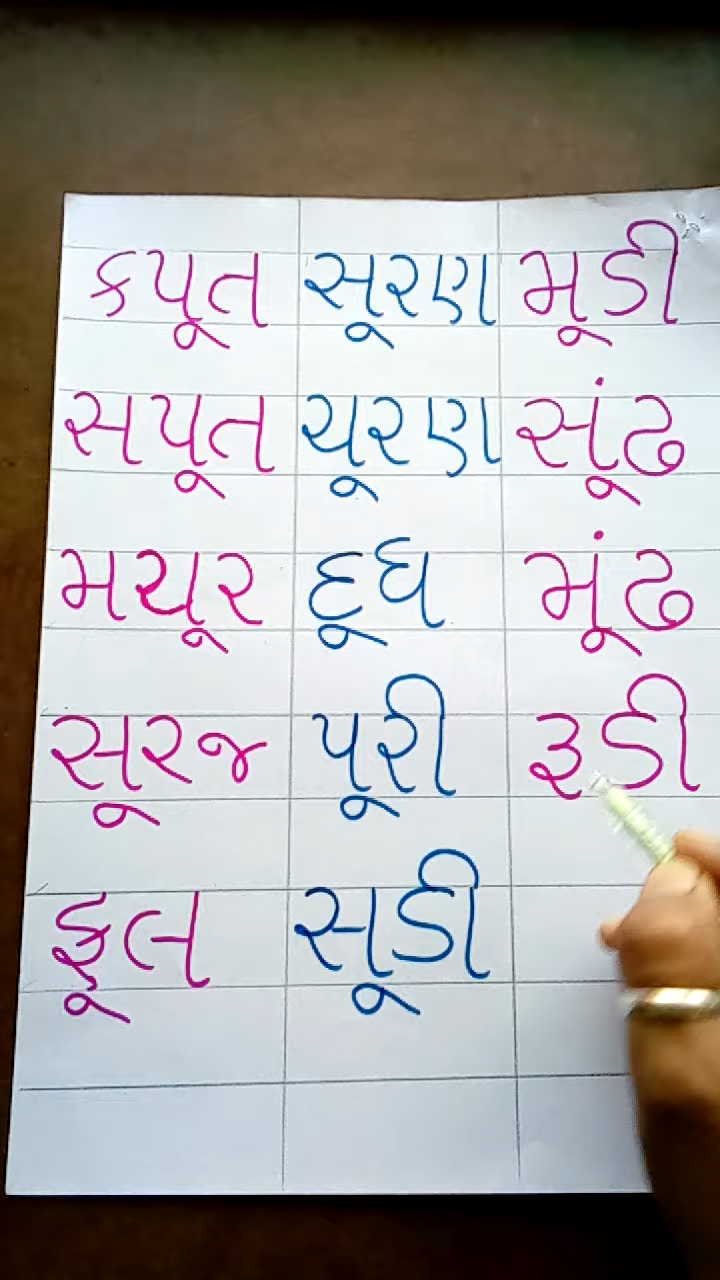 કપૂત સૂરણ મૂડી
સપૂત ચૂરણ સૂંઢ
મયૂર દૂધ મૂંઢ
સૂરજ પૂરી રૂડી
ફૂલ સૂડી